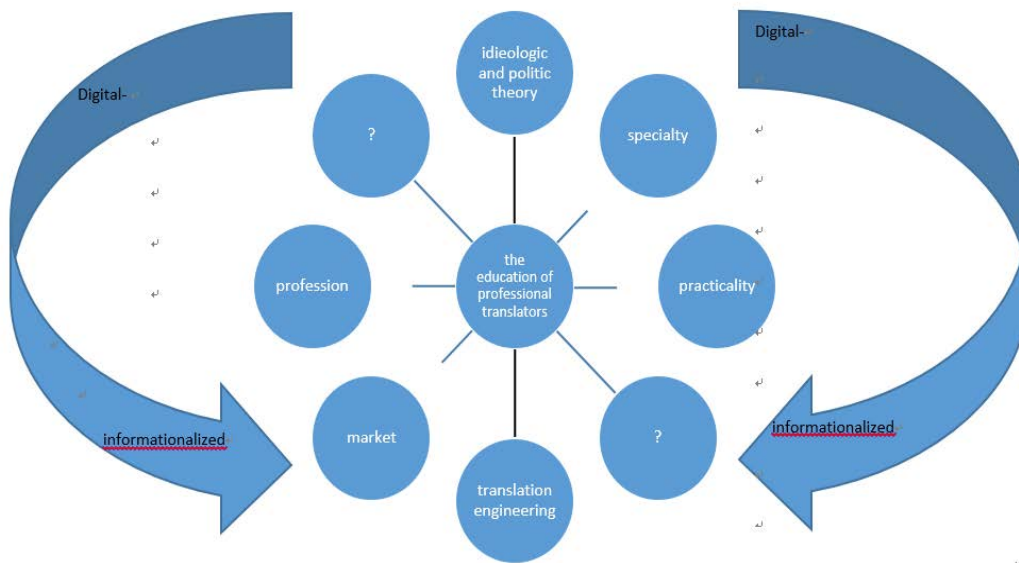 Digital-
Digital-
idieologic
and politic
theory
?
specialty
profession
the
education of
professional
translators
practicality
market
?
informationalized
informationalized
translation
engineering